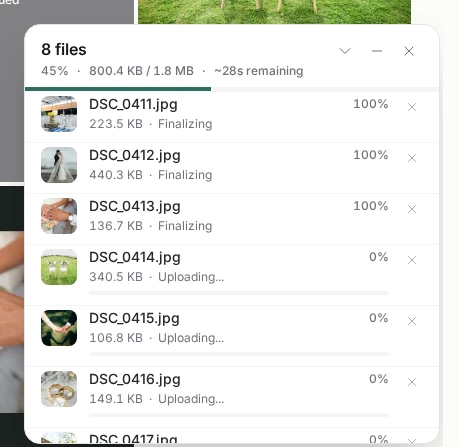 8 files
45% · 800.4 KB / 1.8 MB · ~28s remaining
DSC_0411.jpg 100%
223.5 KB · Finalizing
DSC_0412.jpg 100%
440.3 KB · Finalizing
DSC_0413.jpg 100%
136.7 KB · Finalizing
DSC_0414.jpg 0%
340.5 KB · Uploading...
DSC_0415.jpg 0%
106.8 KB · Uploading...
DSC_0416.jpg 0%
149.1 KB · Uploading...
DSC_0417.jpg 0%